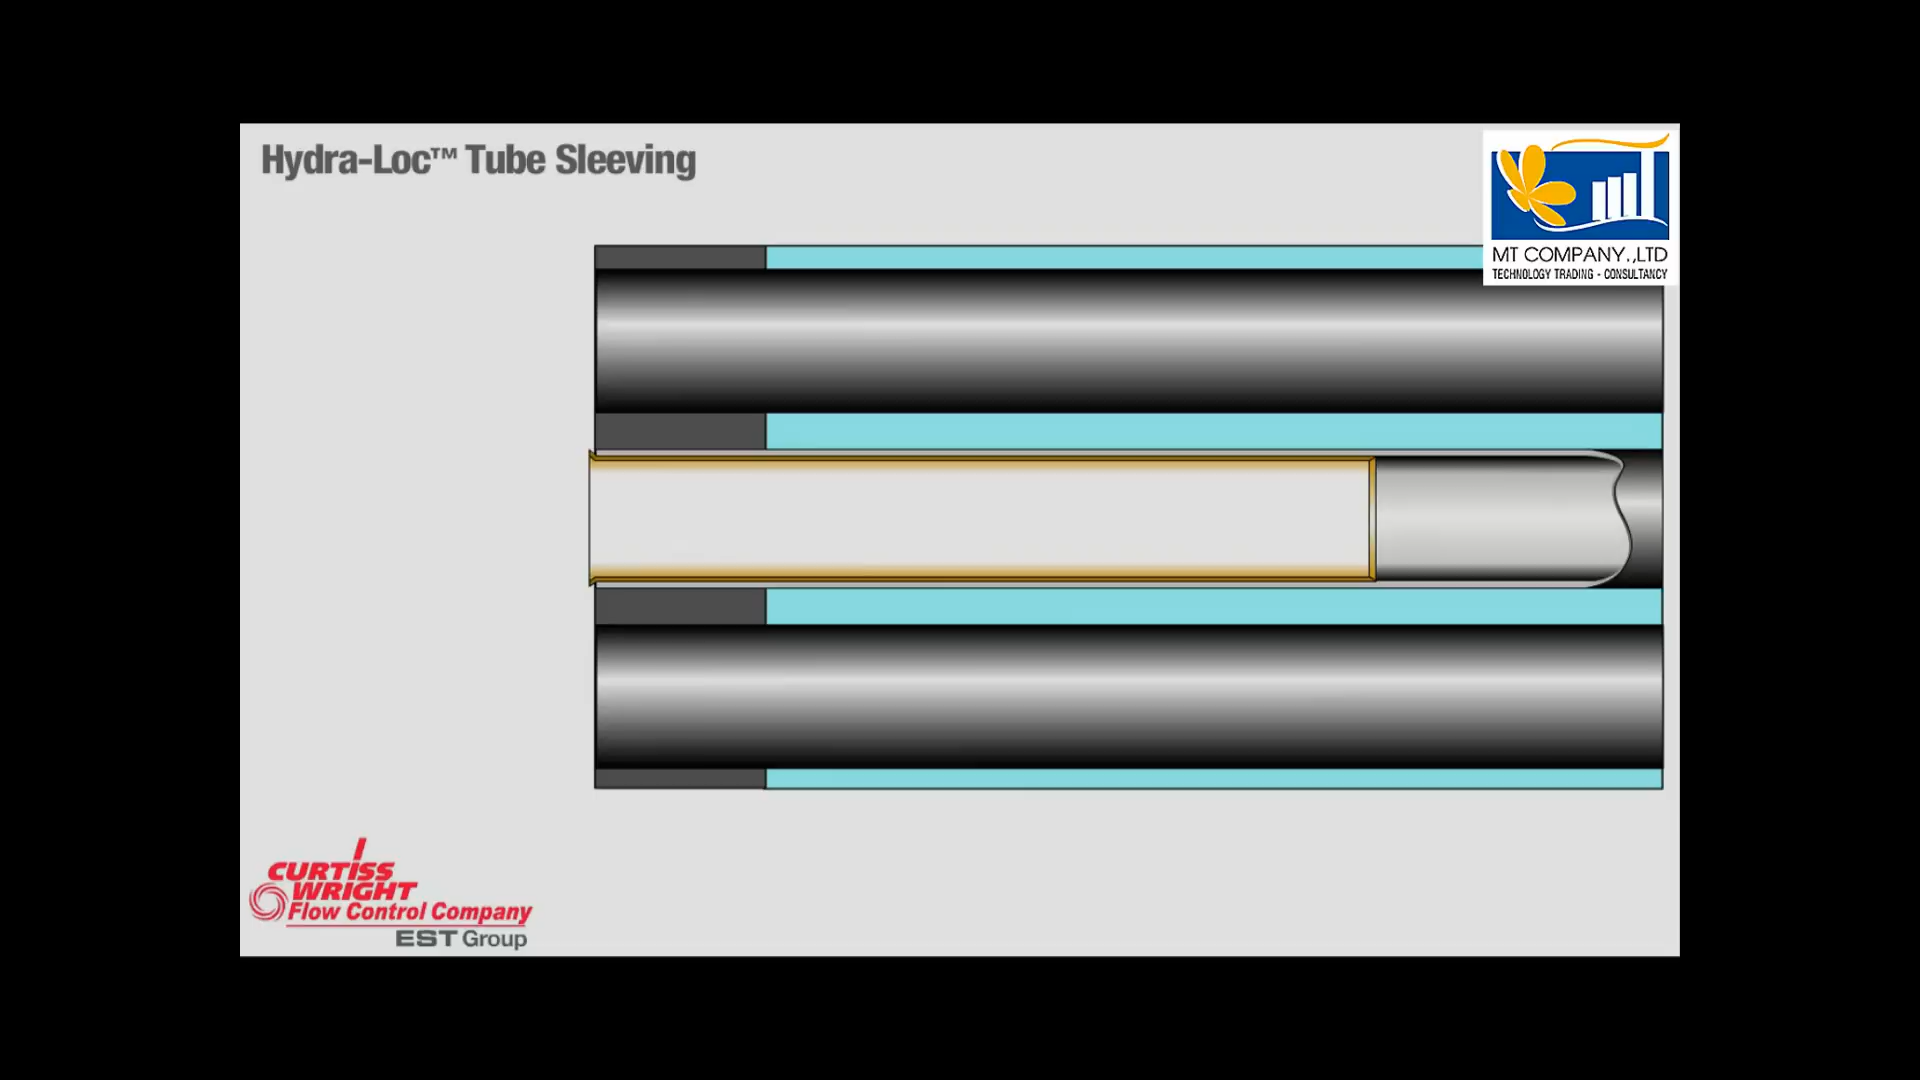 Hydra-Loc™ Tube Sleeving
MT COMPANY.,LTD
TECHNOLOGY TRADING - CONSULTANCY
CURTISS
WRIGHT
Flow Control Company
EST Group